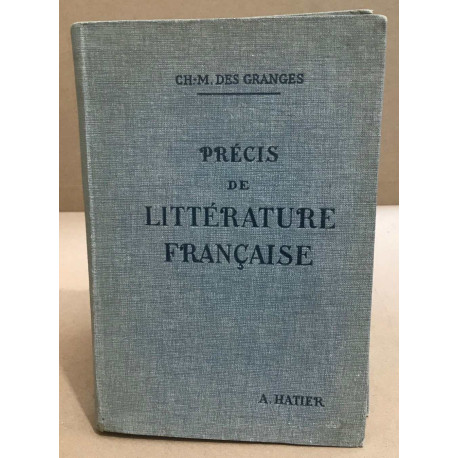 CH.-M. DES GRANGES
PRÉCIS
DE
LITTÉRATURE
FRANÇAISE
A. HATIER